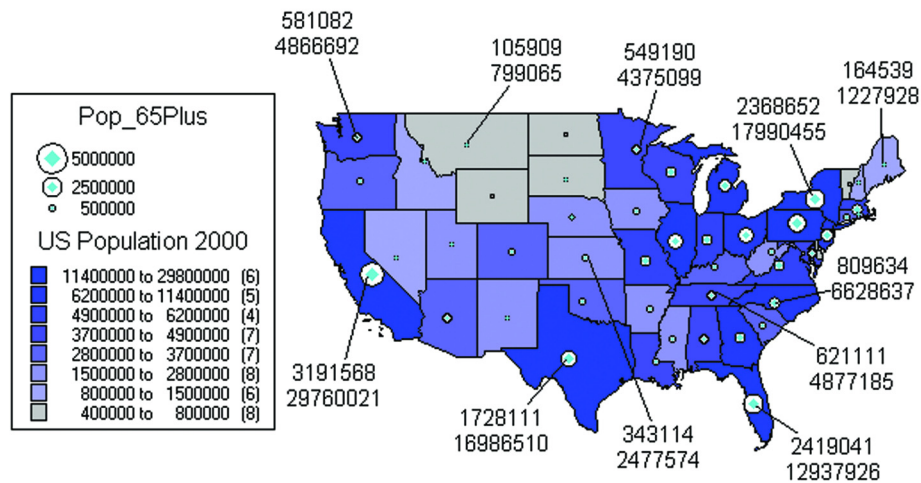 581082
4866692
105909
799065
549190
4375099
164539
1227928
2368652
17990455
Pop_65Plus
5000000
2500000
500000
US Population 2000
11400000 to 29800000 (6)
6200000 to 11400000 (5)
4900000 to 6200000 (4)
3700000 to 4900000 (7)
2800000 to 3700000 (7)
1500000 to 2800000 (8)
800000 to 1500000 (6)
400000 to 800000 (8)
809634
6628637
621111
4877185
3191568
29760021
1728111
16986510
343114
2477574
2419041
12937926